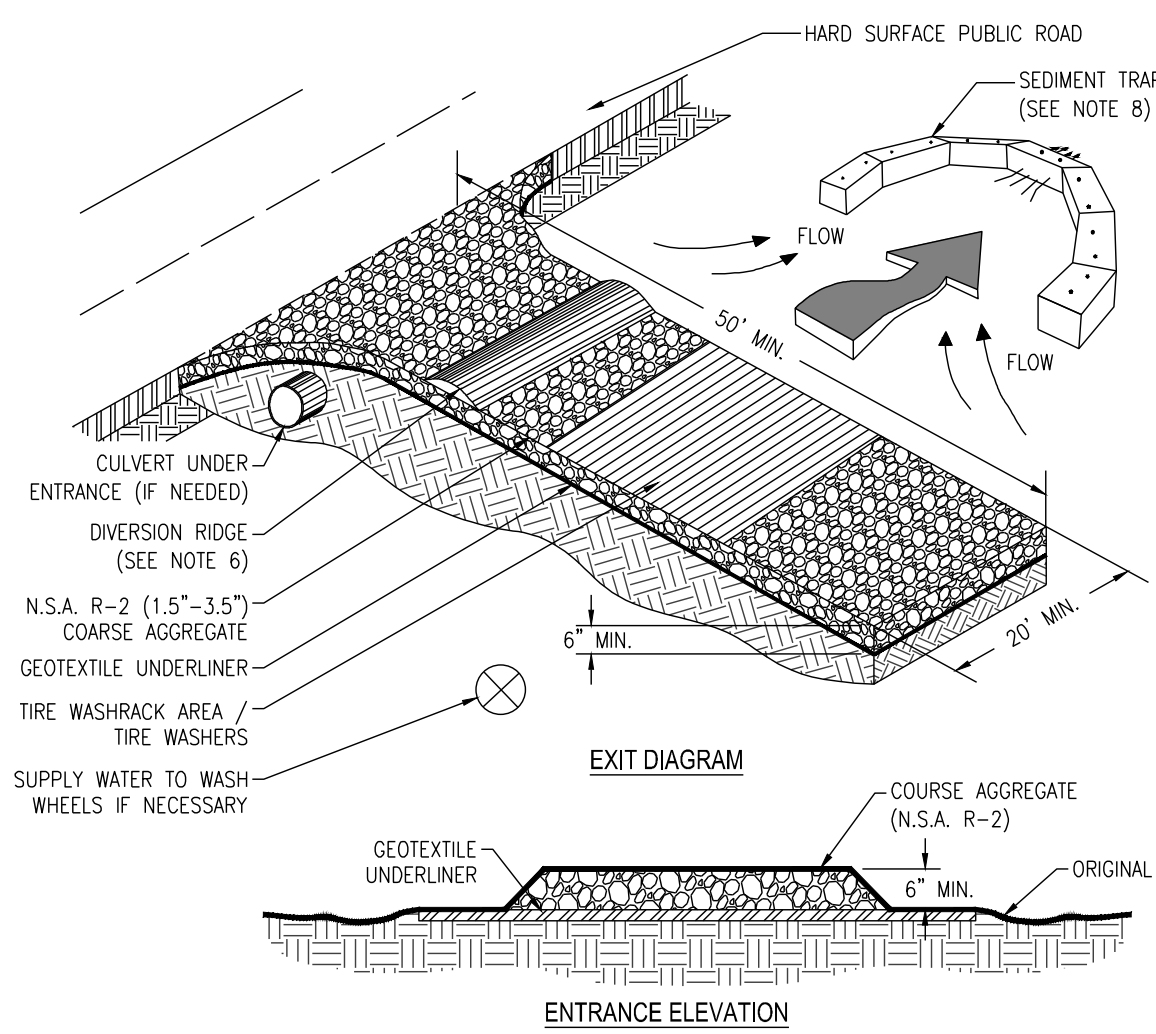 HARD SURFACE PUBLIC ROAD
SEDIMENT TRAP
(SEE NOTE 8)
FLOW
50' MIN.
FLOW
CULVERT UNDER
ENTRANCE (IF NEEDED)
DIVERSION RIDGE
(SEE NOTE 6)
N.S.A. R-2 (1.5"-3.5")
COARSE AGGREGATE
GEOTEXTILE UNDERLINER
6" MIN.
20' MIN.
TIRE WASHRACK AREA /
TIRE WASHERS
SUPPLY WATER TO WASH
WHEELS IF NECESSARY
EXIT DIAGRAM
COURSE AGGREGATE
(N.S.A. R-2)
GEOTEXTILE
UNDERLINER
6" MIN.
ORIGINAL
ENTRANCE ELEVATION